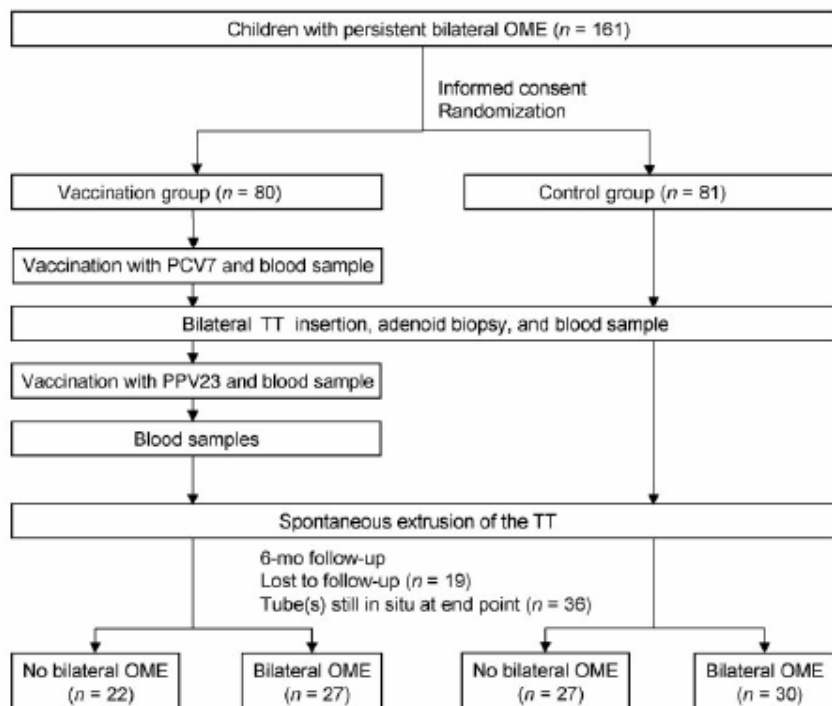 Children with persistent bilateral OME (n = 161)
Informed consent
Randomization
Vaccination group (n = 80)
Control group (n = 81)
Vaccination with PCV7 and blood sample
Bilateral TT insertion, adenoid biopsy, and blood sample
Vaccination with PPV23 and blood sample
Blood samples
Spontaneous extrusion of the TT
6-mo follow-up
Lost to follow-up (n = 19)
Tube(s) still in situ at end point (n = 36)
No bilateral OME
(n = 22)
Bilateral OME
(n = 27)
No bilateral OME
(n = 27)
Bilateral OME
(n = 30)